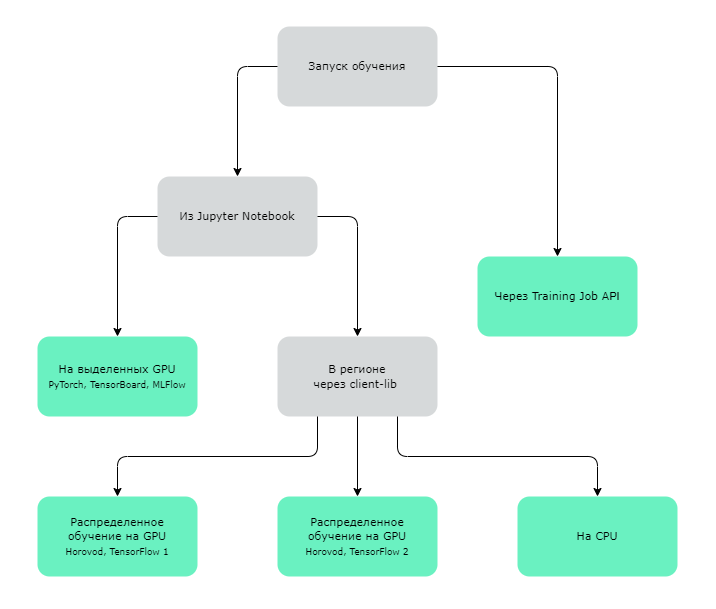 Запуск обучения
Из Jupyter Notebook
Через Training Job API
На выделенных GPU
PyTorch, TensorBoard, MLFlow
В регионе
через client-lib
Распределенное
обучение на GPU
Horovod, TensorFlow 1
Распределенное
обучение на GPU
Horovod, TensorFlow 2
На CPU